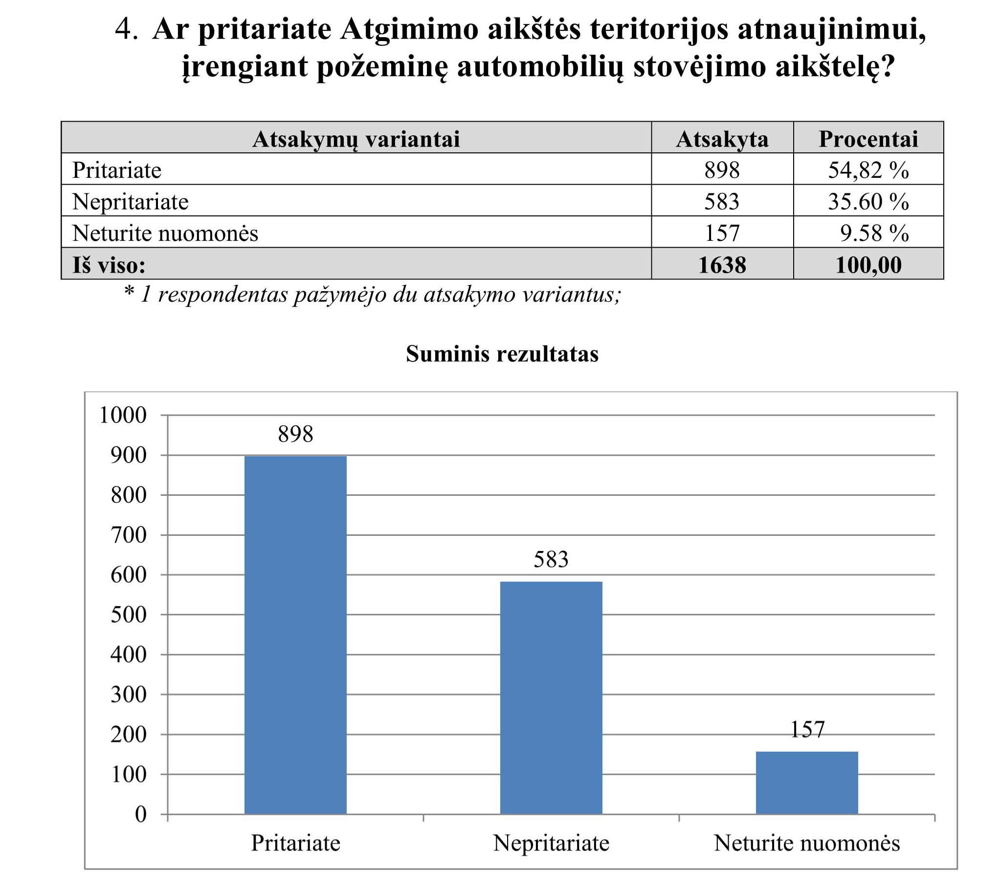 4. Ar pritariate Atgimimo aikštės teritorijos atnaujinimui,
įrengiant požeminę automobilių stovėjimo aikštelę?
Atsakymų variantai Atsakyta Procentai
Pritariate 898 54,82 %
Nepritariate 583 35.60 %
Neturite nuomonės 157 9.58 %
Iš viso: 1638 100,00
* 1 respondentas pažymėjo du atsakymo variantus;
Suminis rezultatas
1000
898
900
800
700
583
600
500
400
300
157
200
100
0
Pritariate Nepritariate Neturite nuomonės